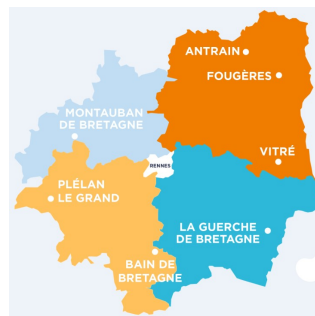 ANTRAIN
FOUGÈRES
MONTAUBAN
DE BRETAGNE
RENNES
VITRÉ
PLÉLAN
LE GRAND
LA GUERCHE
DE BRETAGNE
BAIN DE
BRETAGNE